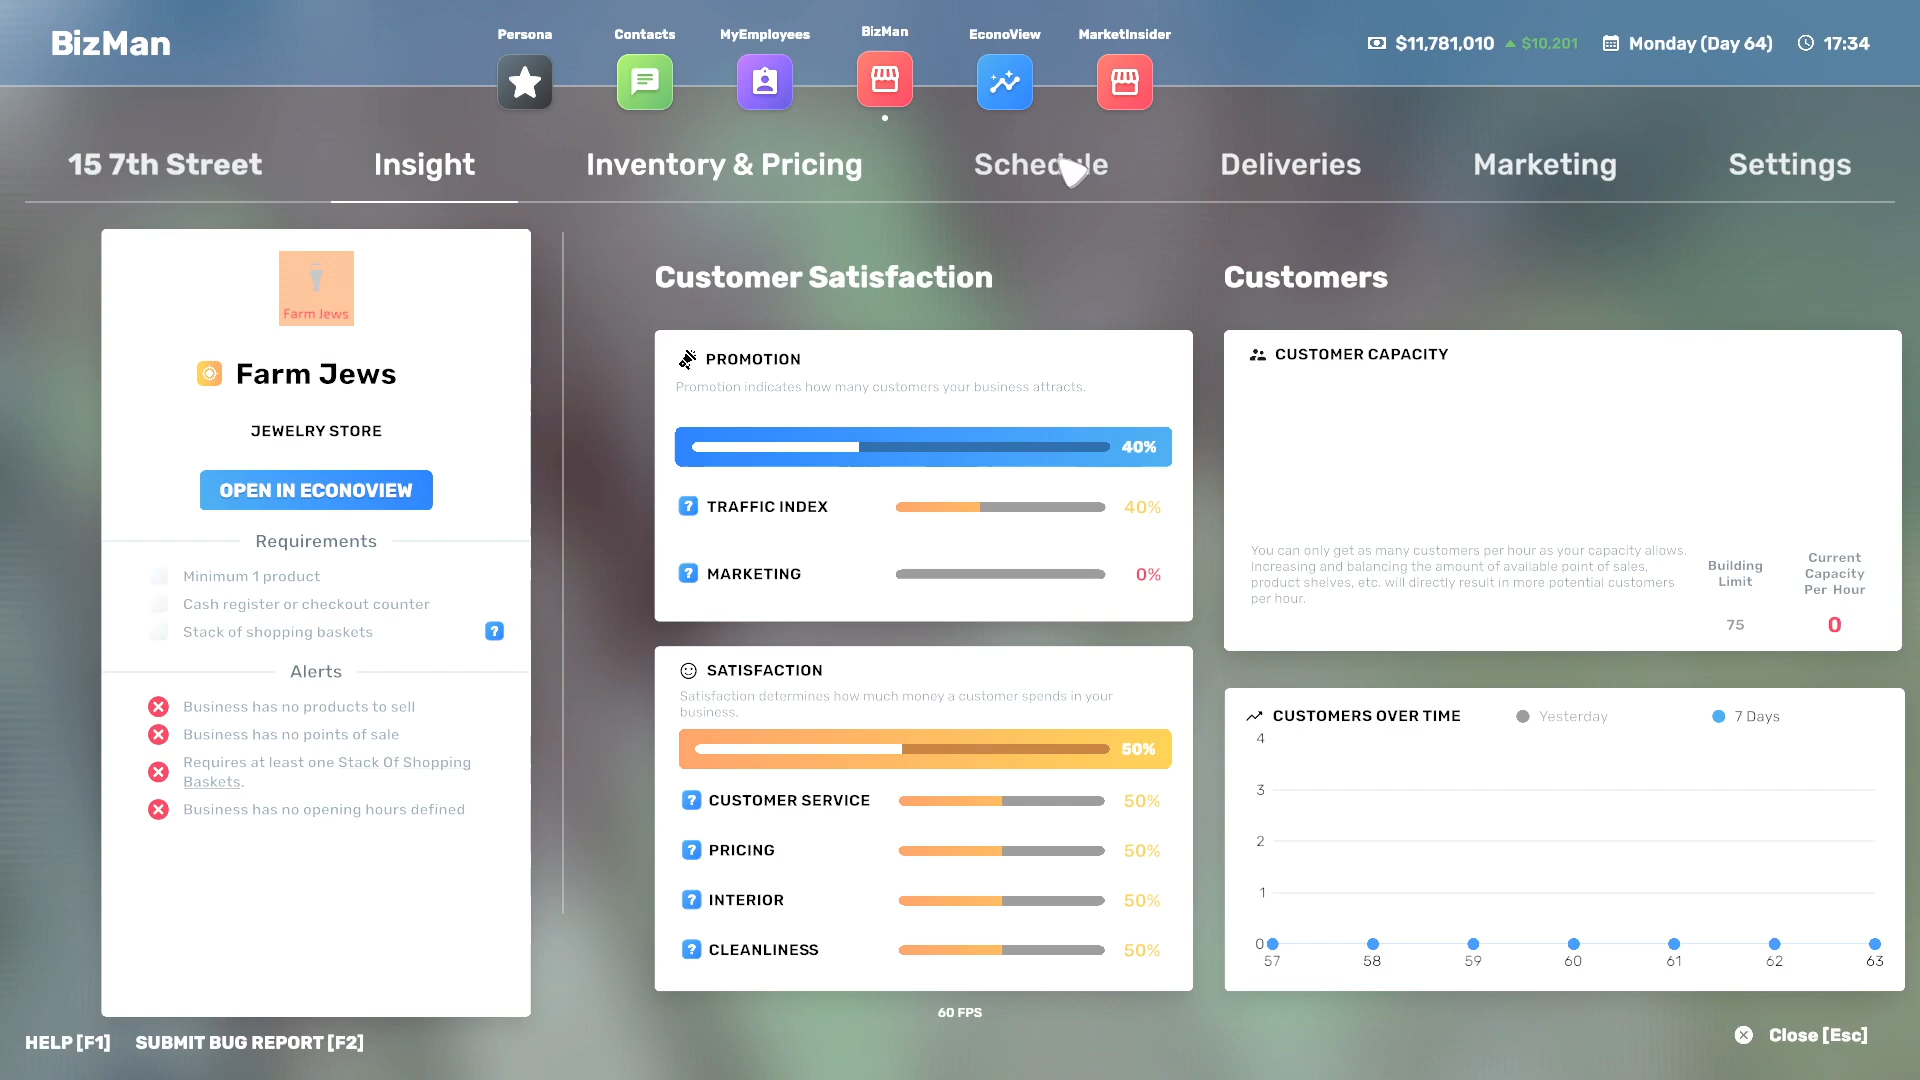 BizMan
Persona
Contacts
MyEmployees
BizMan
EconoView
MarketInsider
$11,781,010
$10,201
Monday (Day 64)
17:34
15 7th Street
Insight
Inventory & Pricing
Schedule
Deliveries
Marketing
Settings
Farm Jews
Farm Jews
JEWELRY STORE
OPEN IN ECONOVIEW
Requirements
Minimum 1 product
Cash register or checkout counter
Stack of shopping baskets
?
Alerts
Business has no products to sell
Business has no points of sale
Requires at least one Stack Of Shopping
Baskets.
Business has no opening hours defined
Customer Satisfaction
PROMOTION
Promotion indicates how many customers your business attracts.
40%
? TRAFFIC INDEX 40%
? MARKETING 0%
SATISFACTION
Satisfaction determines how much money a customer spends in your
business.
50%
? CUSTOMER SERVICE 50%
? PRICING 50%
? INTERIOR 50%
? CLEANLINESS 50%
Customers
CUSTOMER CAPACITY
You can only get as many customers per hour as your capacity allows.
Increasing and balancing the amount of available point of sales,
product shelves, etc. will directly result in more potential customers
per hour.
Building
Limit
75
Current
Capacity
Per Hour
0
CUSTOMERS OVER TIME
Yesterday
7 Days
4
3
2
1
0
57 58 59 60 61 62 63
60 FPS
HELP [F1]
SUBMIT BUG REPORT [F2]
Close [Esc]